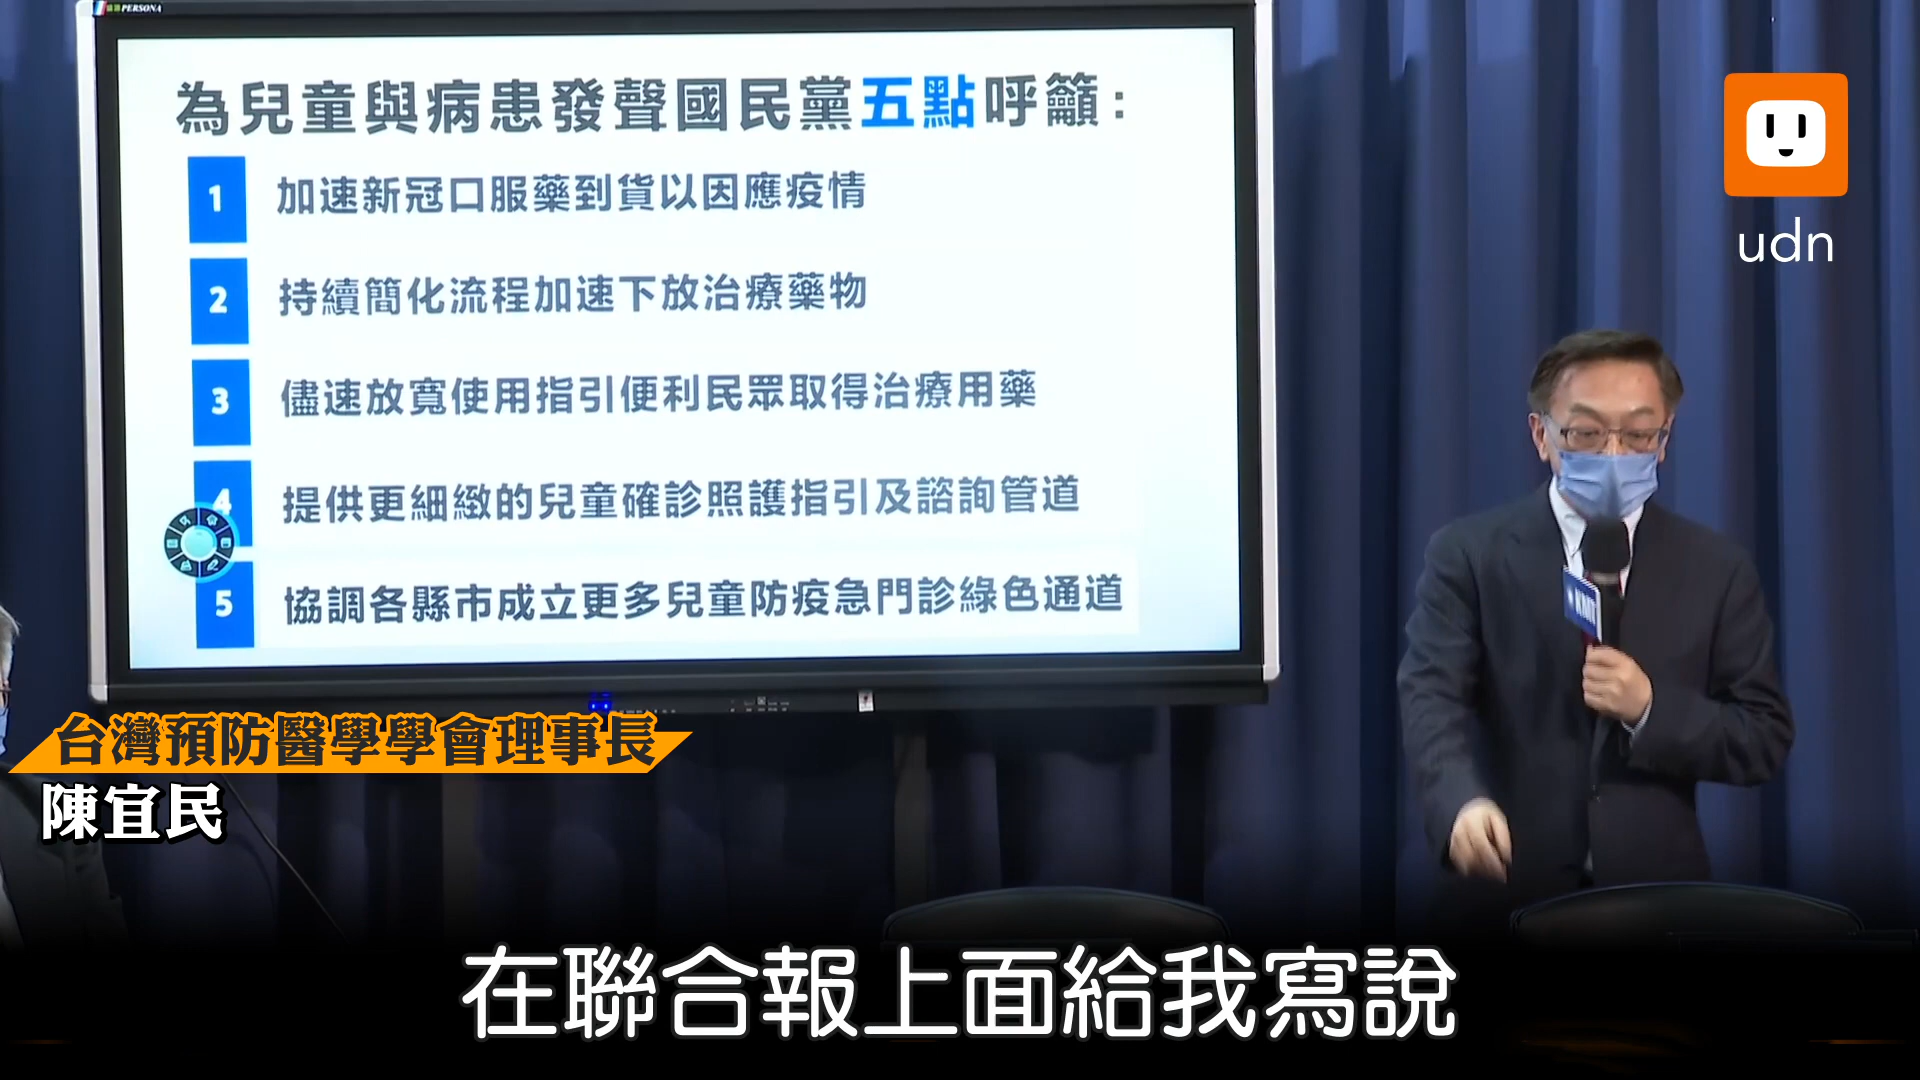 PERSONA
為兒童與病患發聲國民黨五點呼籲：
1 加速新冠口服藥到貨以因應疫情
2 持續簡化流程加速下放治療藥物
3 儘速放寬使用指引便利民眾取得治療用藥
4 提供更細緻的兒童確診照護指引及諮詢管道
5 協調各縣市成立更多兒童防疫急門診綠色通道
udn
KMT
台灣預防醫學學會理事長
陳宜民
在聯合報上面給我寫說